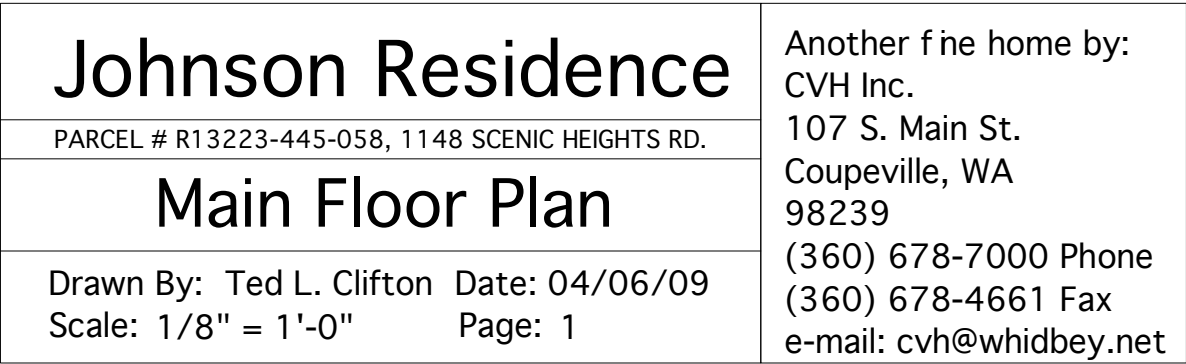 Johnson Residence
PARCEL # R13223-445-058, 1148 SCENIC HEIGHTS RD.
Main Floor Plan
Drawn By: Ted L. Clifton Date: 04/06/09
Scale: 1/8" = 1'-0" Page: 1
Another fine home by:
CVH Inc.
107 S. Main St.
Coupeville, WA
98239
(360) 678-7000 Phone
(360) 678-4661 Fax
e-mail: cvh@whidbey.net